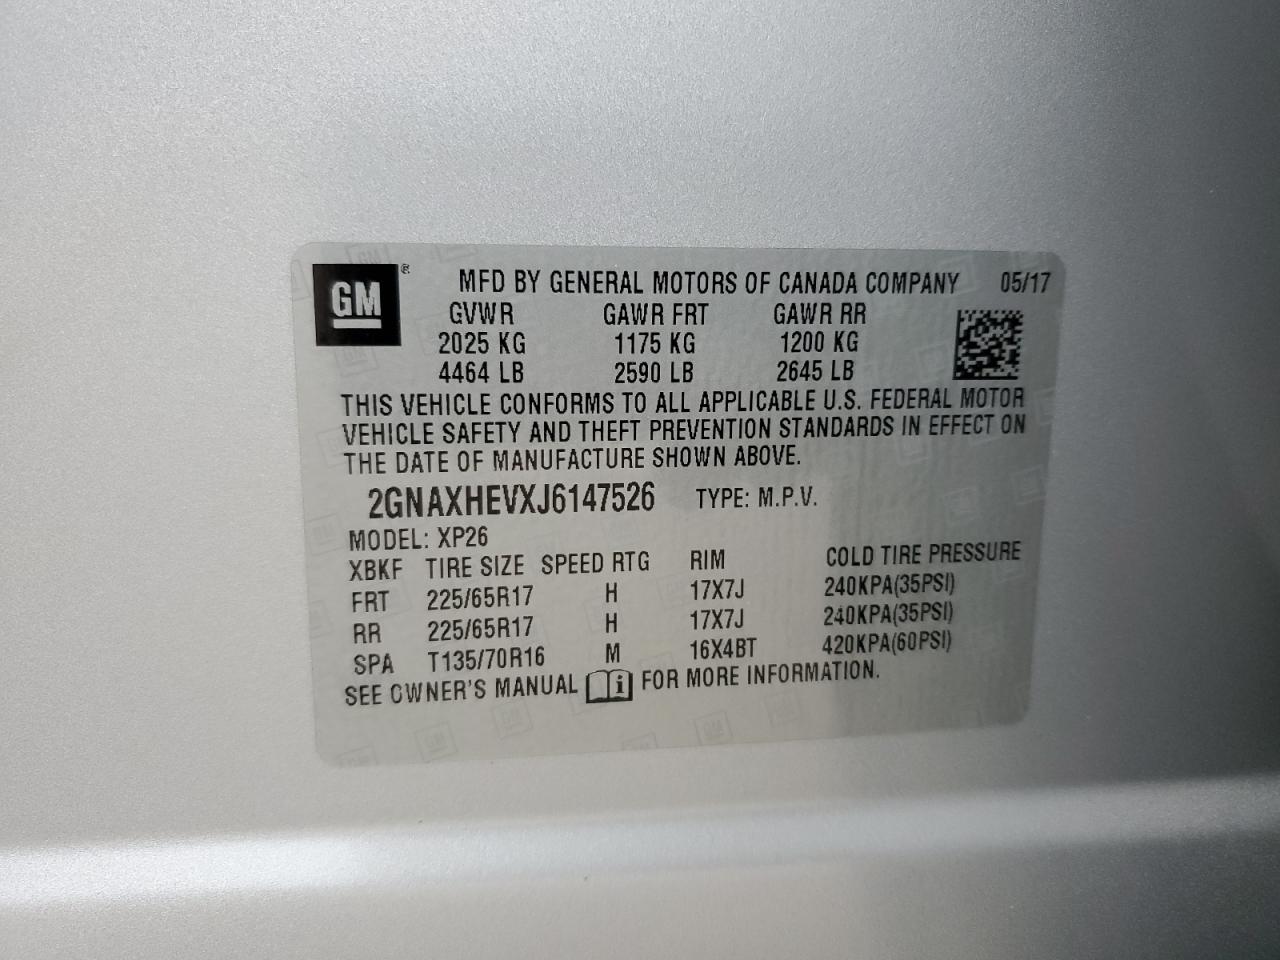 GM ® MFD BY GENERAL MOTORS OF CANADA COMPANY 05/17
GVWR GAWR FRT GAWR RR
2025 KG 1175 KG 1200 KG
4464 LB 2590 LB 2645 LB
THIS VEHICLE CONFORMS TO ALL APPLICABLE U.S. FEDERAL MOTOR
VEHICLE SAFETY AND THEFT PREVENTION STANDARDS IN EFFECT ON
THE DATE OF MANUFACTURE SHOWN ABOVE.
2GNAXHEVXJ6147526 TYPE: M.P.V.
MODEL: XP26
XBKF TIRE SIZE SPEED RTG RIM COLD TIRE PRESSURE
FRT 225/65R17 H 17X7J 240KPA(35PSI)
RR 225/65R17 H 17X7J 240KPA(35PSI)
SPA T135/70R16 M 16X4BT 420KPA(60PSI)
SEE OWNER'S MANUAL i FOR MORE INFORMATION.